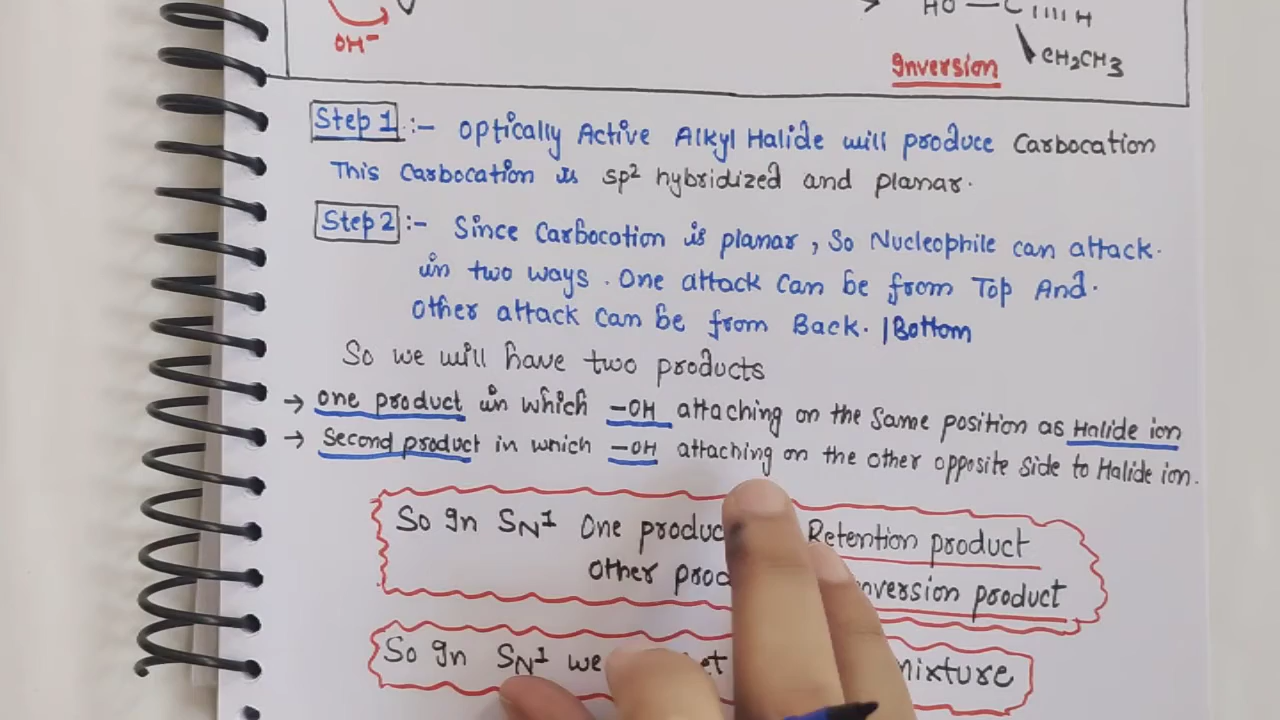 OH⁻
HO — C ıııı H
CH₂CH₃
Inversion
Step 1 :- Optically Active Alkyl Halide will produce Carbocation
This Carbocation is sp² hybridized and planar.
Step 2 :- Since Carbocation is planar, So Nucleophile can attack.
in two ways. One attack can be from Top And.
Other attack can be from Back. | Bottom
So we will have two products
→ One product in which -OH attaching on the Same position as Halide ion
→ Second product in which -OH attaching on the other opposite Side to Halide ion.
So In SN1 One Retention product
Other product
So In SN1 we mixture